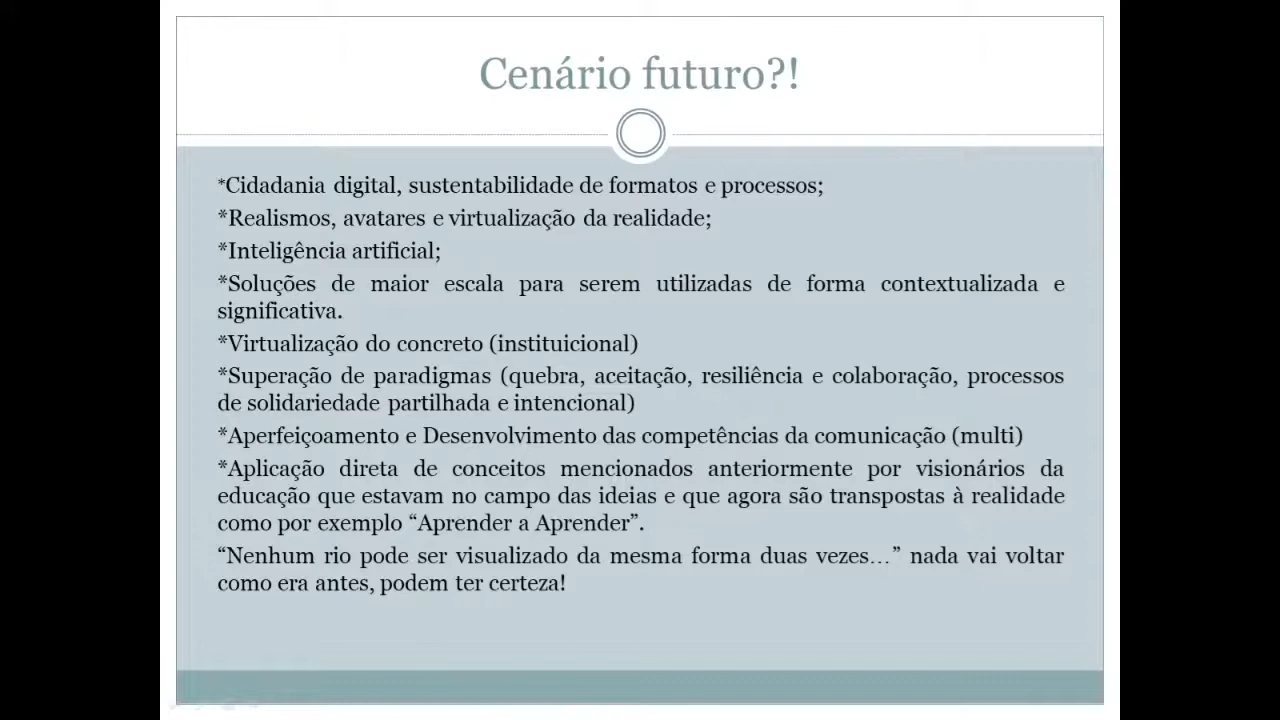 Cenário futuro?!
*Cidadania digital, sustentabilidade de formatos e processos;
*Realismos, avatares e virtualização da realidade;
*Inteligência artificial;
*Soluções de maior escala para serem utilizadas de forma contextualizada e
significativa.
*Virtualização do concreto (instituicional)
*Superação de paradigmas (quebra, aceitação, resiliência e colaboração, processos
de solidariedade partilhada e intencional)
*Aperfeiçoamento e Desenvolvimento das competências da comunicação (multi)
*Aplicação direta de conceitos mencionados anteriormente por visionários da
educação que estavam no campo das ideias e que agora são transpostas à realidade
como por exemplo “Aprender a Aprender”.
“Nenhum rio pode ser visualizado da mesma forma duas vezes…” nada vai voltar
como era antes, podem ter certeza!